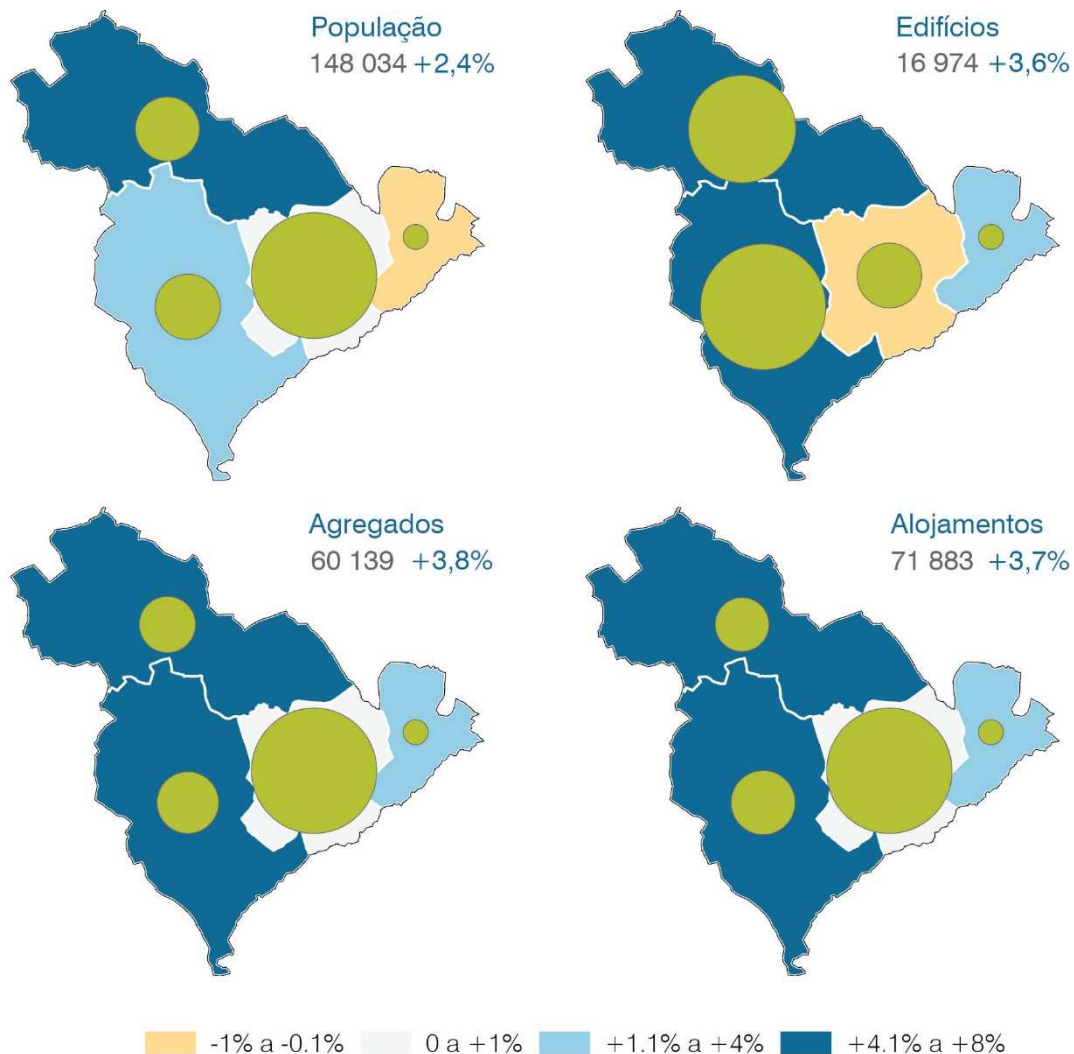 População
148 034 +2,4%
Edifícios
16 974 +3,6%
Agregados
60 139 +3,8%
Alojamentos
71 883 +3,7%
-1% a -0.1%
0 a +1%
+1.1% a +4%
+4.1% a +8%